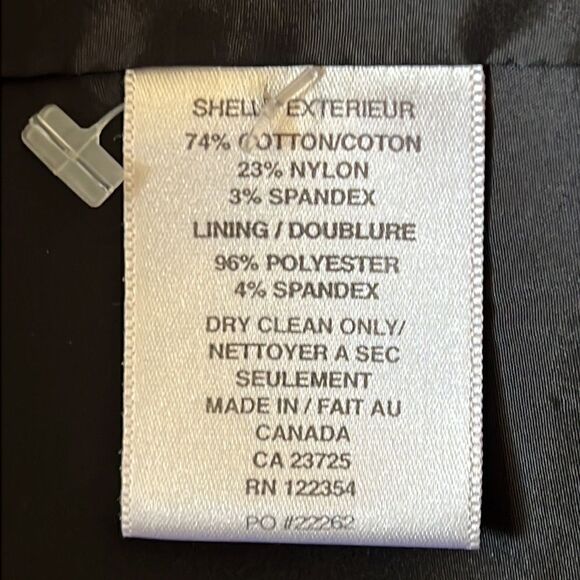 SHELL / EXTERIEUR
74% COTTON/COTON
23% NYLON
3% SPANDEX
LINING / DOUBLURE
96% POLYESTER
4% SPANDEX
DRY CLEAN ONLY/
NETTOYER A SEC
SEULEMENT
MADE IN / FAIT AU
CANADA
CA 23725
RN 122354
PO #22262